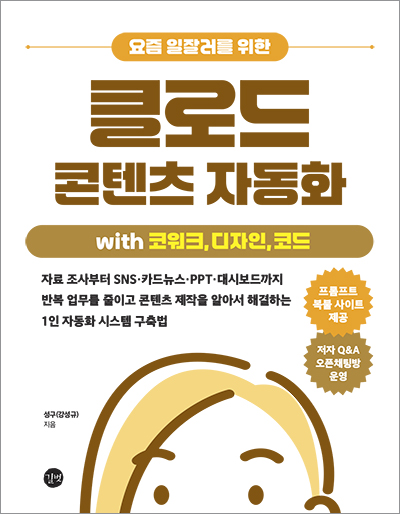 요즘 일잘러를 위한
클로드
콘텐츠 자동화
with 코워크, 디자인, 코드
자료 조사부터 SNS·카드뉴스·PPT·대시보드까지
반복 업무를 줄이고 콘텐츠 제작을 알아서 해결하는
1인 자동화 시스템 구축법
프롬프트
복붙 사이트
제공
저자 Q&A
오픈채팅방
운영
성구(강성규)
지음
길벗